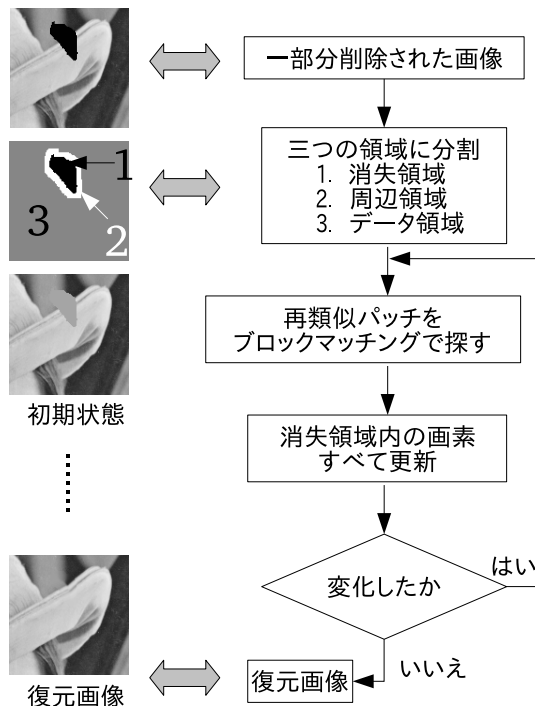 一部分削除された画像
三つの領域に分割
1. 消失領域
2. 周辺領域
3. データ領域
1
2
3
再類似パッチを
ブロックマッチングで探す
初期状態
消失領域内の画素
すべて更新
変化したか
はい
いいえ
復元画像
復元画像